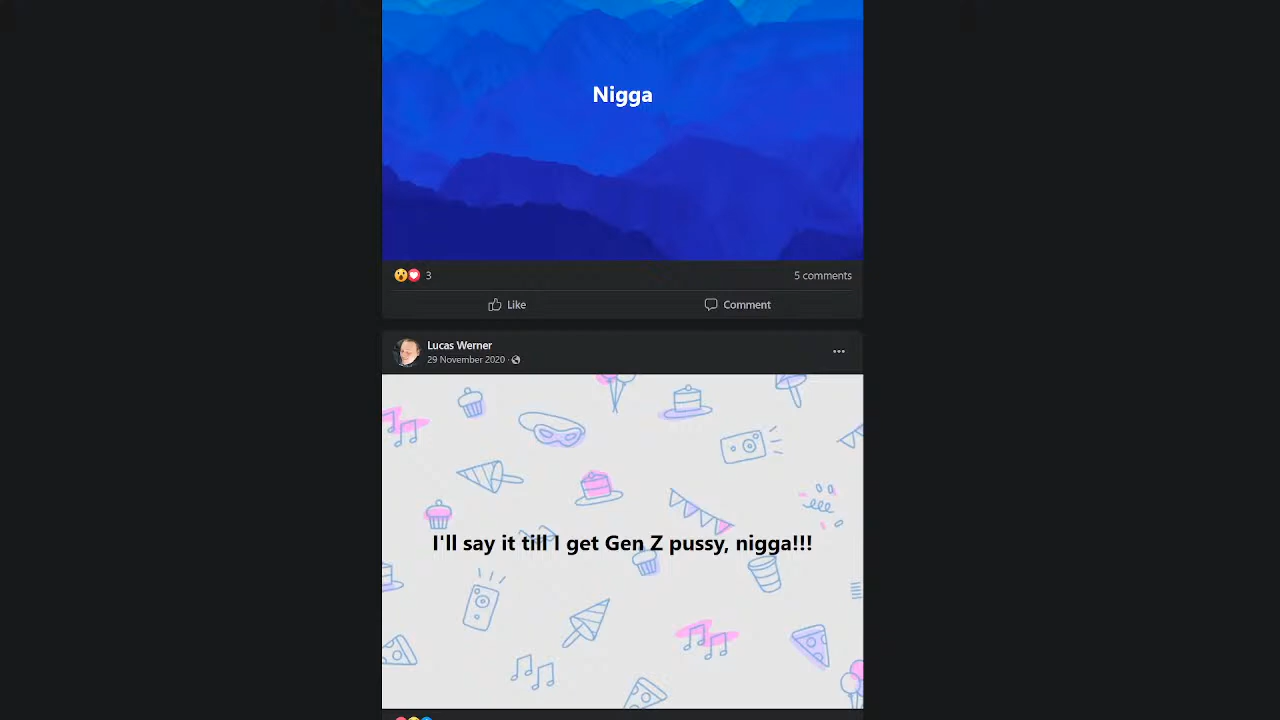 Nigga
3
5 comments
Like
Comment
Lucas Werner
29 November 2020
I'll say it till I get Gen Z pussy, nigga!!!